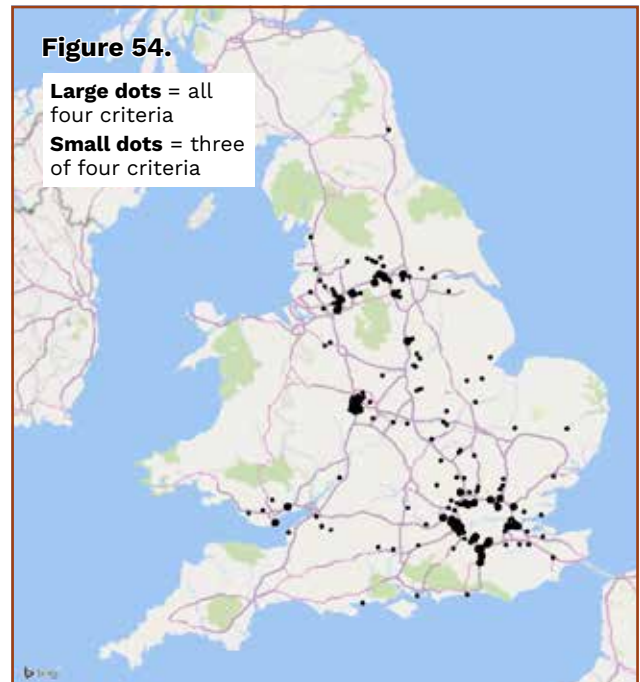 Figure 54.
Large dots = all
four criteria
Small dots = three
of four criteria